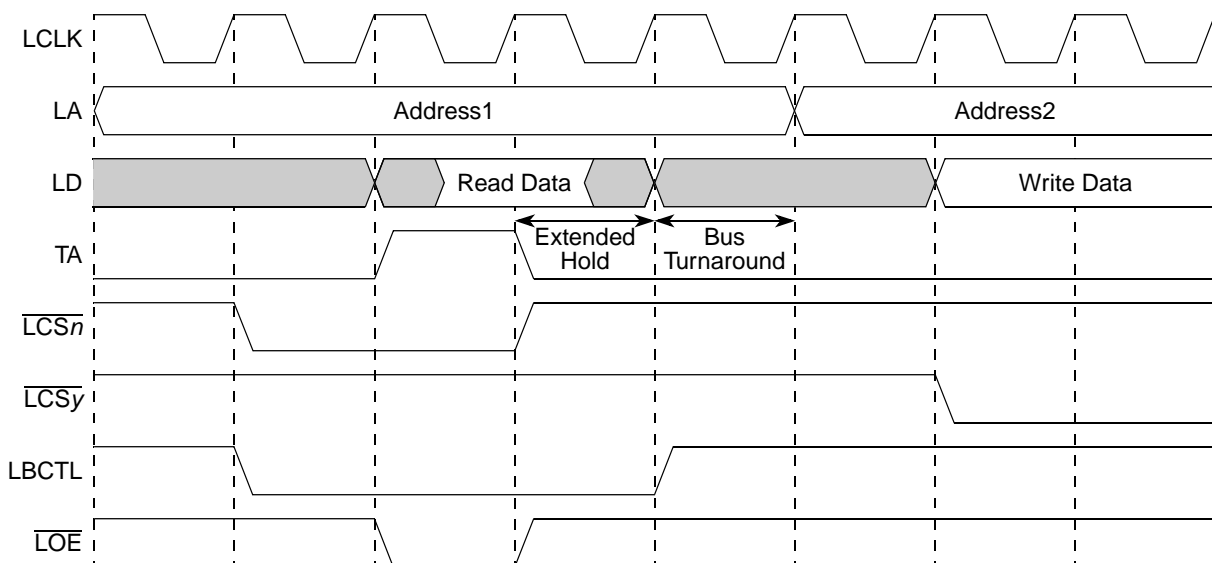 LCLK
LA
Address1
Address2
LD
Read Data
Write Data
TA
Extended
Hold
Bus
Turnaround
LCSn
LCSy
LBCTL
LOE